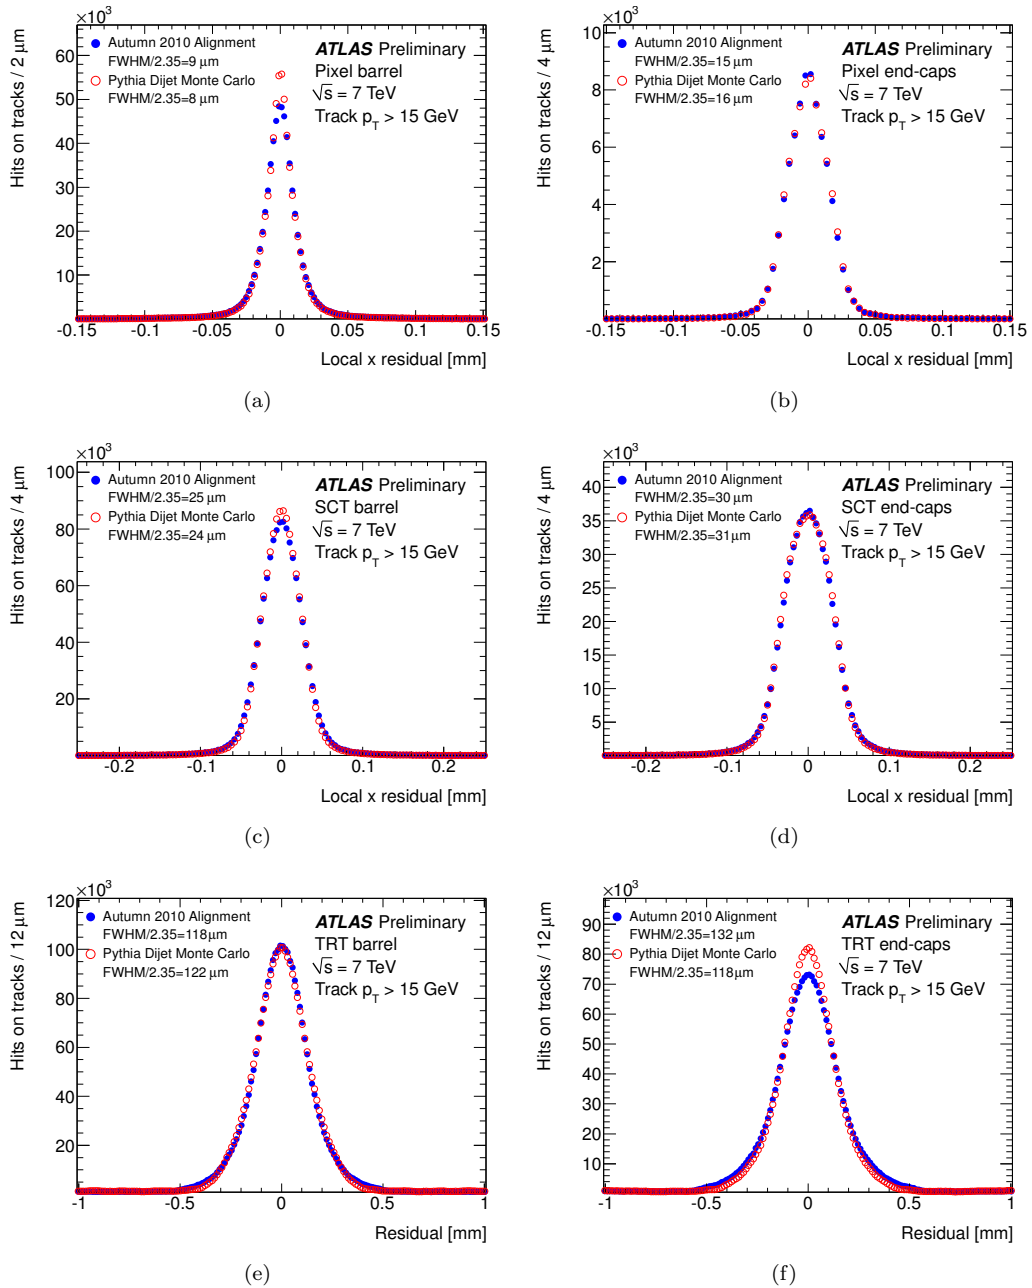 ×10³
Hits on tracks / 2 μm
60
50
40
30
20
10
Autumn 2010 Alignment
FWHM/2.35=9 μm
Pythia Dijet Monte Carlo
FWHM/2.35=8 μm
ATLAS Preliminary
Pixel barrel
√s = 7 TeV
Track p_T > 15 GeV
-0.15 -0.1 -0.05 0 0.05 0.1 0.15
Local x residual [mm]
(a)
×10³
Hits on tracks / 4 μm
10
8
6
4
2
0
Autumn 2010 Alignment
FWHM/2.35=15 μm
Pythia Dijet Monte Carlo
FWHM/2.35=16 μm
ATLAS Preliminary
Pixel end-caps
√s = 7 TeV
Track p_T > 15 GeV
-0.15 -0.1 -0.05 0 0.05 0.1 0.15
Local x residual [mm]
(b)
×10³
Hits on tracks / 4 μm
100
80
60
40
20
Autumn 2010 Alignment
FWHM/2.35=25 μm
Pythia Dijet Monte Carlo
FWHM/2.35=24 μm
ATLAS Preliminary
SCT barrel
√s = 7 TeV
Track p_T > 15 GeV
-0.2 -0.1 0 0.1 0.2
Local x residual [mm]
(c)
×10³
Hits on tracks / 4 μm
40
35
30
25
20
15
10
5
Autumn 2010 Alignment
FWHM/2.35=30 μm
Pythia Dijet Monte Carlo
FWHM/2.35=31μm
ATLAS Preliminary
SCT end-caps
√s = 7 TeV
Track p_T > 15 GeV
-0.2 -0.1 0 0.1 0.2
Local x residual [mm]
(d)
×10³
Hits on tracks / 12 μm
120
100
80
60
40
20
Autumn 2010 Alignment
FWHM/2.35=118μm
Pythia Dijet Monte Carlo
FWHM/2.35=122 μm
ATLAS Preliminary
TRT barrel
√s = 7 TeV
Track p_T > 15 GeV
-1 -0.5 0 0.5 1
Residual [mm]
(e)
×10³
Hits on tracks / 12 μm
90
80
70
60
50
40
30
20
10
Autumn 2010 Alignment
FWHM/2.35=132 μm
Pythia Dijet Monte Carlo
FWHM/2.35=118μm
ATLAS Preliminary
TRT end-caps
√s = 7 TeV
Track p_T > 15 GeV
-1 -0.5 0 0.5 1
Residual [mm]
(f)